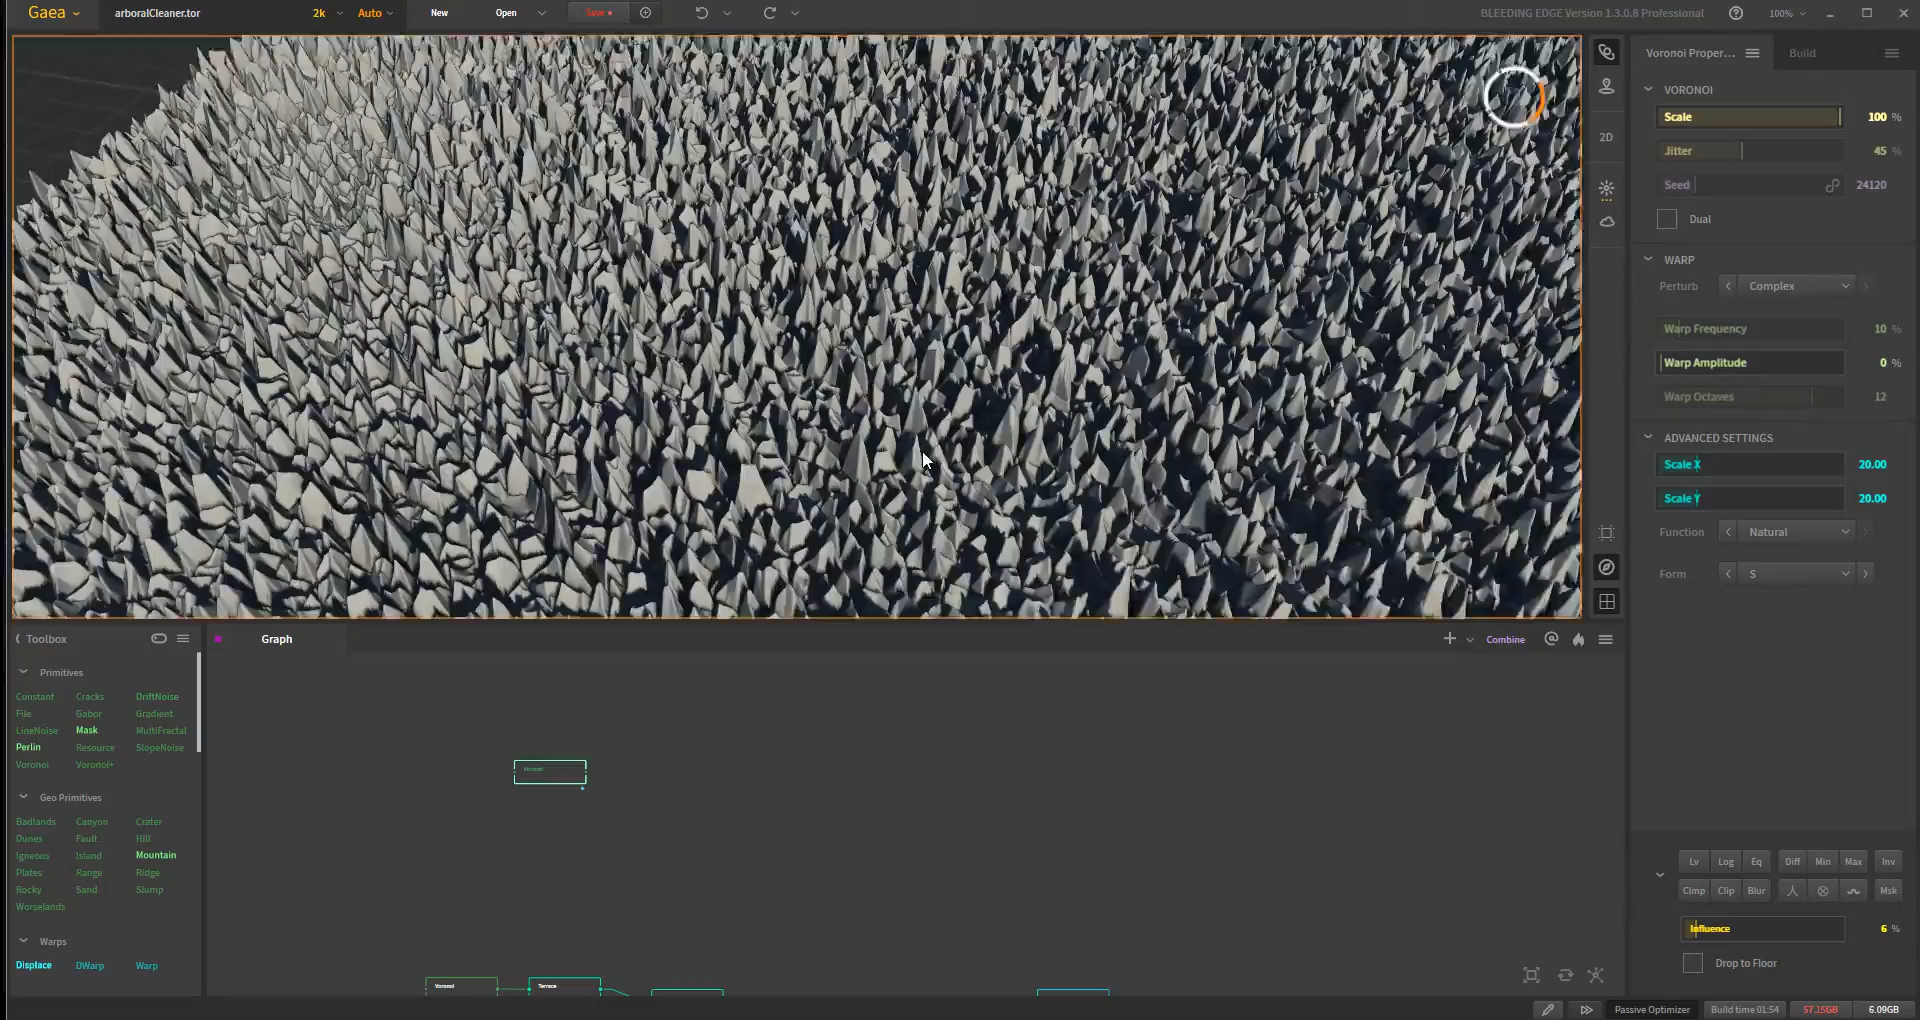 Gaea
arboralCleaner.tor
2k
Auto
New
Open
Save
BLEEDING EDGE Version 1.3.0.8 Professional
100%
Voronoi Proper...
Build
VORONOI
Scale 100 %
Jitter 45 %
Seed 24120
Dual
WARP
Perturb Complex
Warp Frequency 10 %
Warp Amplitude 0 %
Warp Octaves 12
ADVANCED SETTINGS
Scale X 20.00
Scale Y 20.00
Function Natural
Form S
2D
Toolbox
Graph
Combine
Primitives
Constant Cracks DriftNoise
File Gabor Gradient
LineNoise Mask MultiFractal
Perlin Resource SlopeNoise
Voronoi Voronoi+
Geo Primitives
Badlands Canyon Crater
Dunes Fault Hill
Igneous Island Mountain
Plates Range Ridge
Rocky Sand Slump
Worselands
Warps
Displace DWarp Warp
Voronoi
Voronoi
Terrace
Lv Log Eq Diff Min Max Inv
Clmp Clip Blur Msk
Influence 6 %
Drop to Floor
Passive Optimizer
Build time 01:54
57.15GB
6.09GB